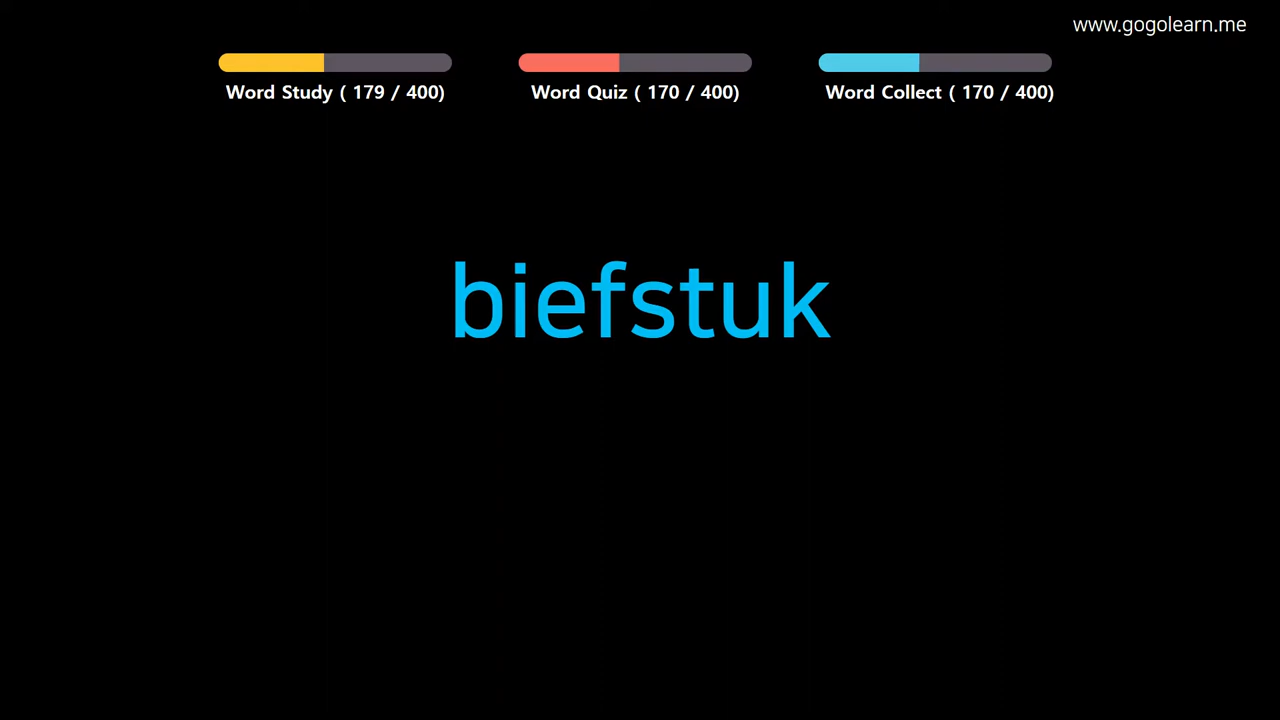 www.gogolearn.me
Word Study ( 179 / 400)
Word Quiz ( 170 / 400)
Word Collect ( 170 / 400)
biefstuk